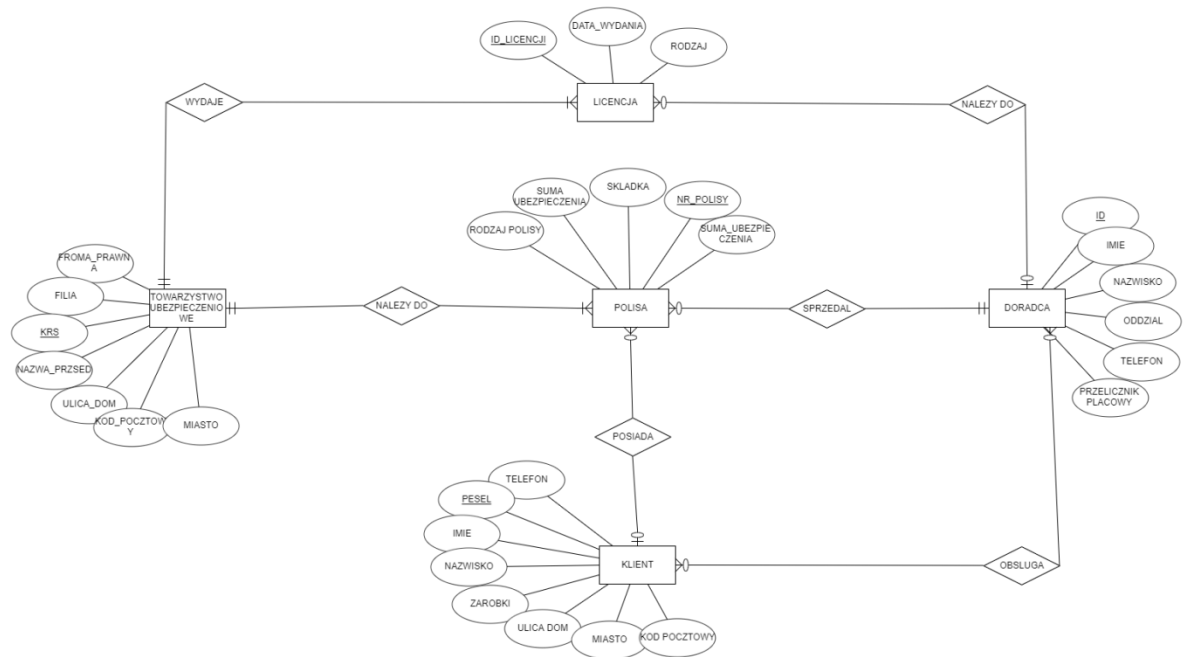 ID_LICENCJI
DATA_WYDANIA
RODZAJ
WYDAJE
LICENCJA
NALEZY DO
RODZAJ POLISY
SUMA
UBEZPIECZENIA
SKLADKA
NR_POLISY
SUMA_UBEZPIE
CZENIA
FROMA_PRAWN
A
FILIA
KRS
NAZWA_PRZSED
ULICA_DOM
KOD_POCZTOW
Y
MIASTO
TOWARZYSTWO
UBEZPIECZENIO
WE
NALEZY DO
POLISA
SPRZEDAL
DORADCA
ID
IMIE
NAZWISKO
ODDZIAL
TELEFON
PRZELICZNIK
PLACOWY
POSIADA
TELEFON
PESEL
IMIE
NAZWISKO
ZAROBKI
ULICA DOM
MIASTO
KOD POCZTOWY
KLIENT
OBSLUGA